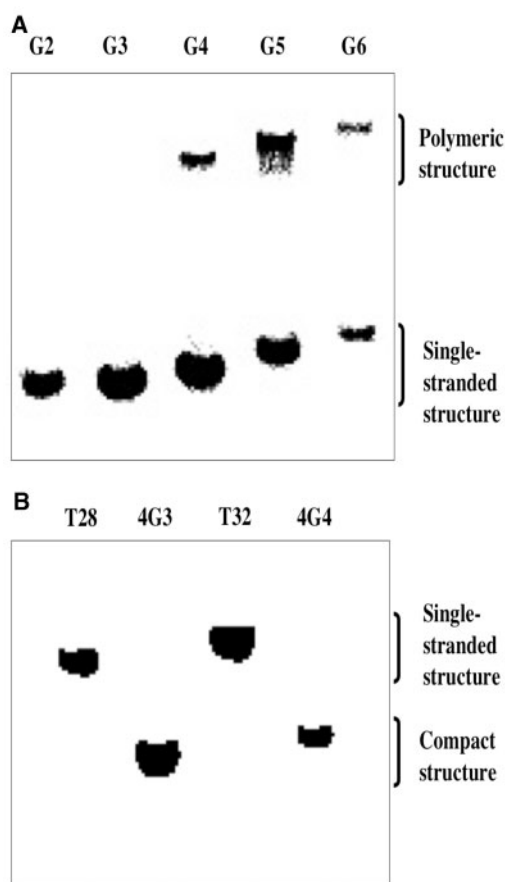 A
G2 G3 G4 G5 G6
Polymeric
structure
Single-
stranded
structure
B
T28 4G3 T32 4G4
Single-
stranded
structure
Compact
structure